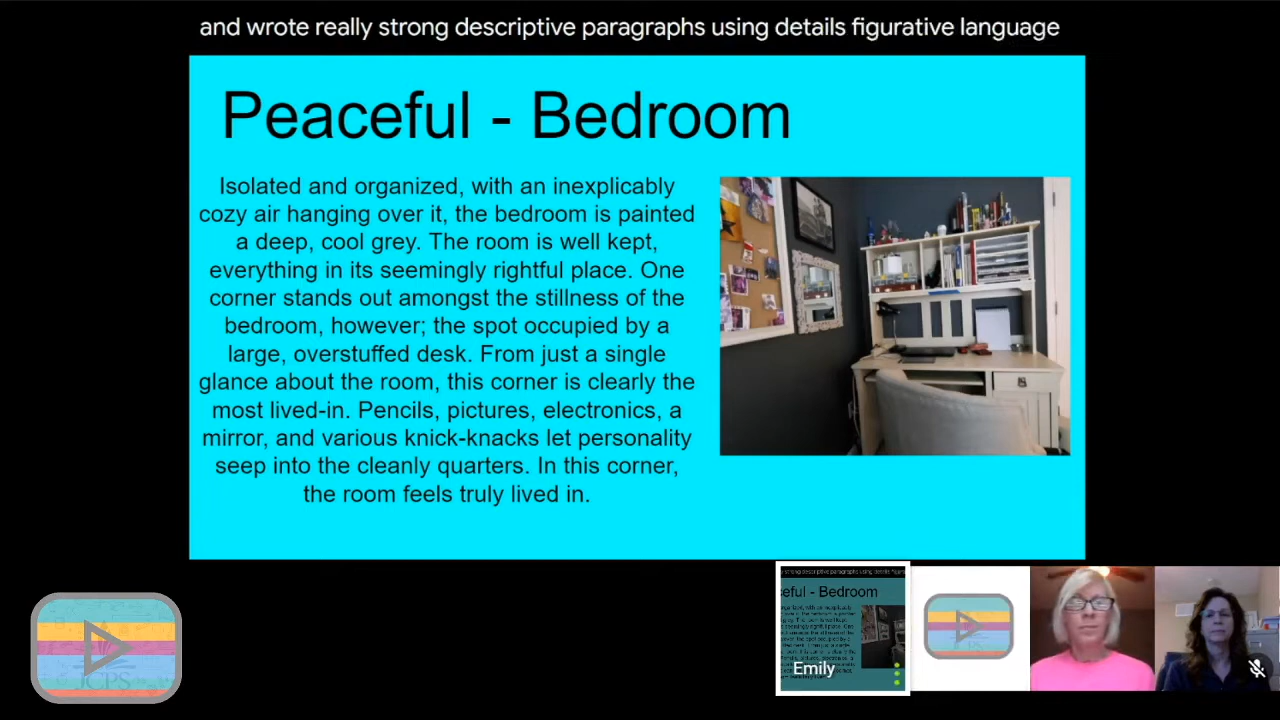 and wrote really strong descriptive paragraphs using details figurative language
Peaceful - Bedroom
Isolated and organized, with an inexplicably
cozy air hanging over it, the bedroom is painted
a deep, cool grey. The room is well kept,
everything in its seemingly rightful place. One
corner stands out amongst the stillness of the
bedroom, however; the spot occupied by a
large, overstuffed desk. From just a single
glance about the room, this corner is clearly the
most lived-in. Pencils, pictures, electronics, a
mirror, and various knick-knacks let personality
seep into the cleanly quarters. In this corner,
the room feels truly lived in.
JCPS
eful - Bedroom
Emily